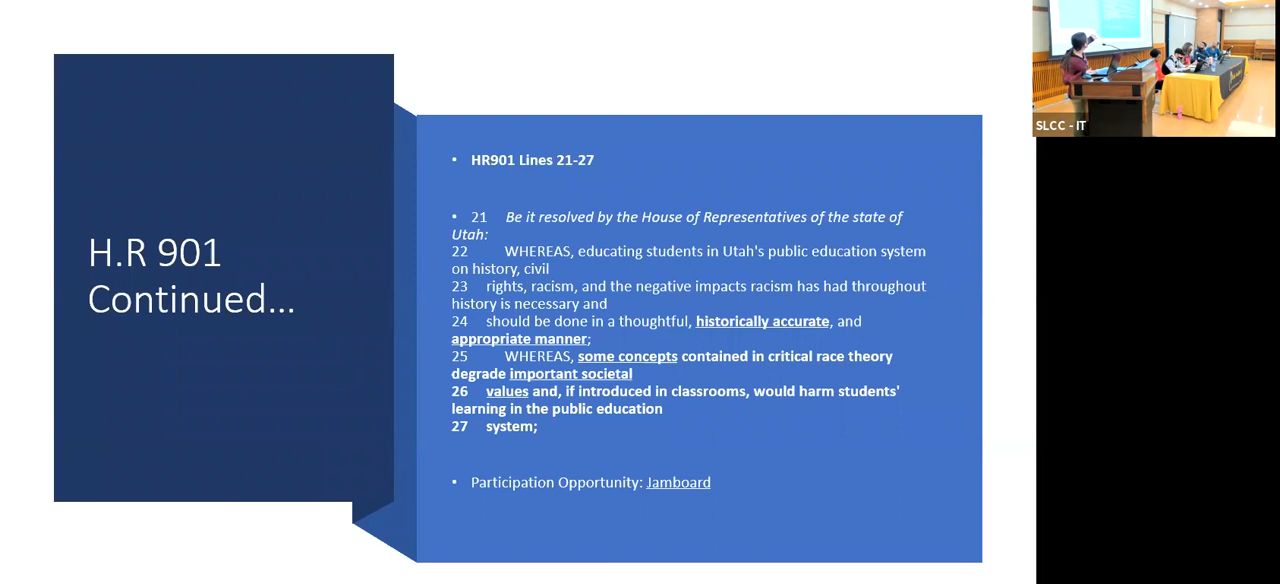 H.R 901
Continued...
• HR901 Lines 21-27
• 21 Be it resolved by the House of Representatives of the state of
Utah:
22 WHEREAS, educating students in Utah's public education system
on history, civil
23 rights, racism, and the negative impacts racism has had throughout
history is necessary and
24 should be done in a thoughtful, historically accurate, and
appropriate manner;
25 WHEREAS, some concepts contained in critical race theory
degrade important societal
26 values and, if introduced in classrooms, would harm students'
learning in the public education
27 system;
• Participation Opportunity: Jamboard
SLCC - IT